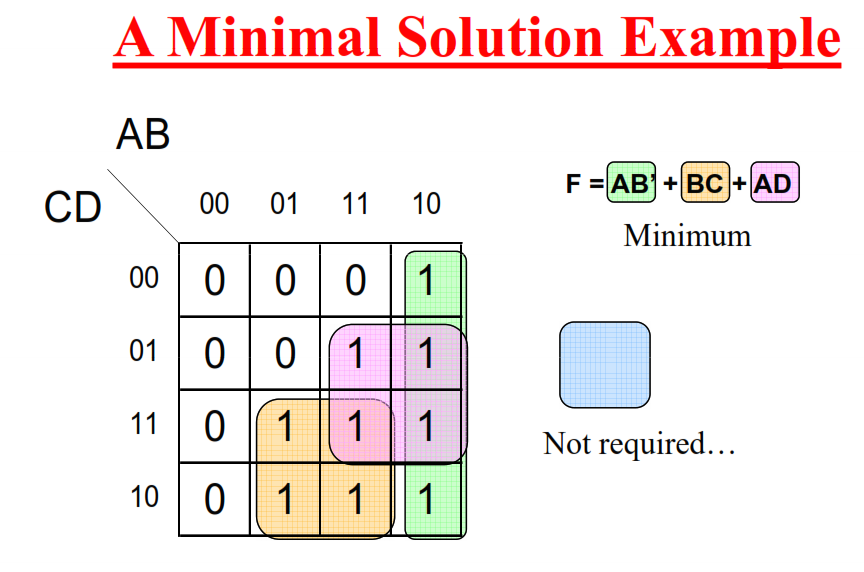 A Minimal Solution Example
AB
CD
00 01 11 10
00 0 0 0 1
01 0 0 1 1
11 0 1 1 1
10 0 1 1 1
F = AB’ + BC + AD
Minimum
Not required…